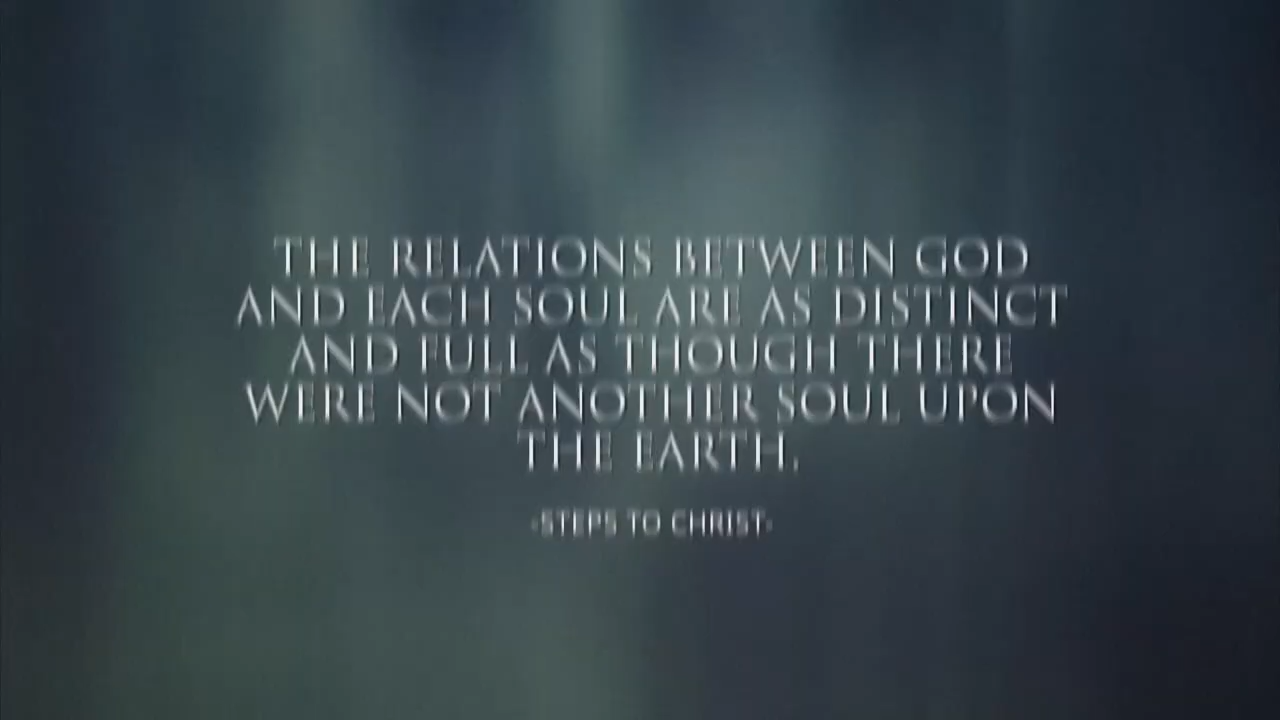 THE RELATIONS BETWEEN GOD
AND EACH SOUL ARE AS DISTINCT
AND FULL AS THOUGH THERE
WERE NOT ANOTHER SOUL UPON
THE EARTH.
-STEPS TO CHRIST-